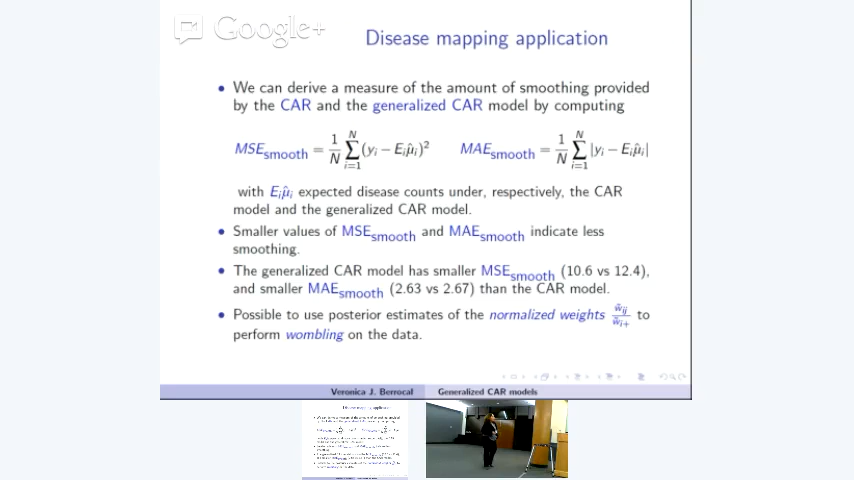 Google+
Disease mapping application
• We can derive a measure of the amount of smoothing provided
by the CAR and the generalized CAR model by computing
MSE_smooth = 1/N ∑_{i=1}^{N} (y_i − E_i μ̂_i)²   MAE_smooth = 1/N ∑_{i=1}^{N} |y_i − E_i μ̂_i|
with E_i μ̂_i expected disease counts under, respectively, the CAR
model and the generalized CAR model.
• Smaller values of MSE_smooth and MAE_smooth indicate less
smoothing.
• The generalized CAR model has smaller MSE_smooth (10.6 vs 12.4),
and smaller MAE_smooth (2.63 vs 2.67) than the CAR model.
• Possible to use posterior estimates of the normalized weights w̃_ij/w̃_i+ to
perform wombling on the data.
Veronica J. Berrocal   Generalized CAR models
Disease mapping application